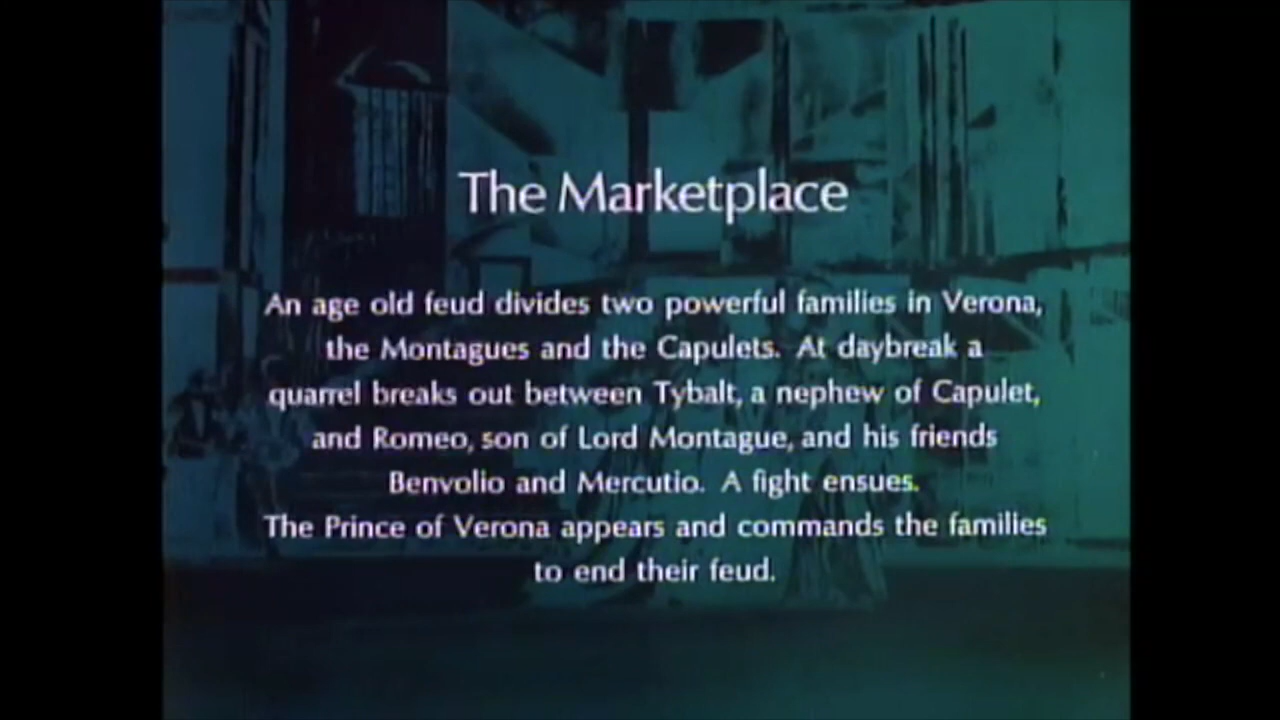 The Marketplace
An age old feud divides two powerful families in Verona,
the Montagues and the Capulets. At daybreak a
quarrel breaks out between Tybalt, a nephew of Capulet,
and Romeo, son of Lord Montague, and his friends
Benvolio and Mercutio. A fight ensues.
The Prince of Verona appears and commands the families
to end their feud.